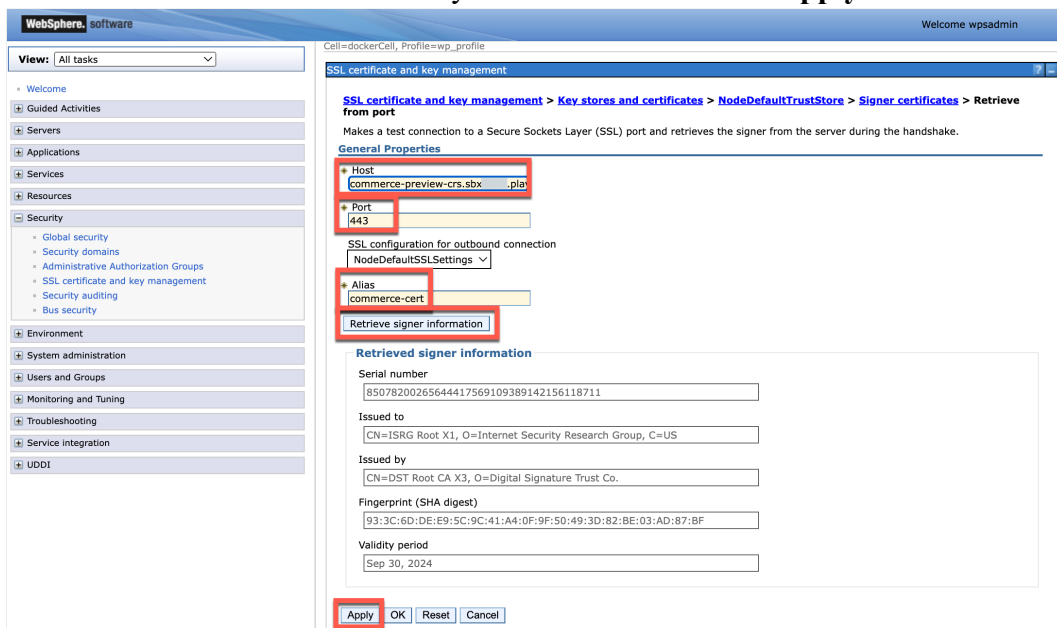 WebSphere. software
Welcome wpsadmin
View: All tasks
Welcome
Guided Activities
Servers
Applications
Services
Resources
Security
Global security
Security domains
Administrative Authorization Groups
SSL certificate and key management
Security auditing
Bus security
Environment
System administration
Users and Groups
Monitoring and Tuning
Troubleshooting
Service integration
UDDI
Cell=dockerCell, Profile=wp_profile
SSL certificate and key management
? –
SSL certificate and key management > Key stores and certificates > NodeDefaultTrustStore > Signer certificates > Retrieve
from port
Makes a test connection to a Secure Sockets Layer (SSL) port and retrieves the signer from the server during the handshake.
General Properties
Host
commerce-preview-crs.sbx .play
Port
443
SSL configuration for outbound connection
NodeDefaultSSLSettings
Alias
commerce-cert
Retrieve signer information
Retrieved signer information
Serial number
85078200265644417569109389142156118711
Issued to
CN=ISRG Root X1, O=Internet Security Research Group, C=US
Issued by
CN=DST Root CA X3, O=Digital Signature Trust Co.
Fingerprint (SHA digest)
93:3C:6D:DE:E9:5C:9C:41:A4:0F:9F:50:49:3D:82:BE:03:AD:87:BF
Validity period
Sep 30, 2024
Apply OK Reset Cancel